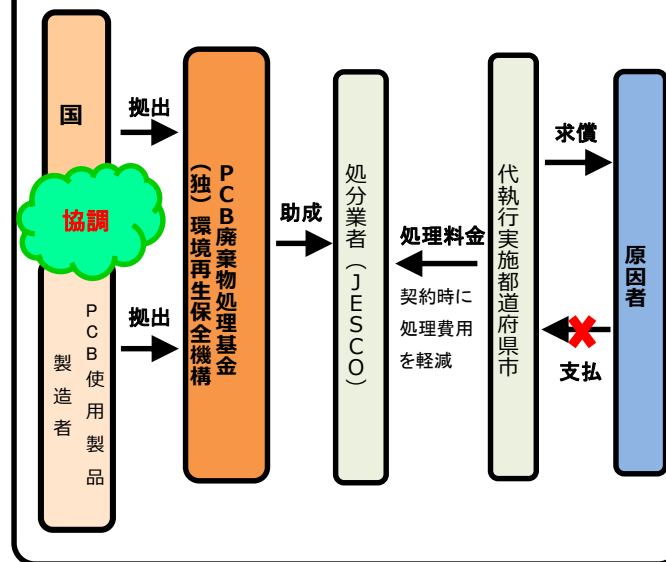 国
協調
PCB使用製品
製造者
拠出
拠出
PCB廃棄物処理基金
(独)環境再生保全機構
助成
処分業者(JESCO)
処理料金
契約時に
処理費用
を軽減
代執行実施都道府県市
求償
支払
原因者